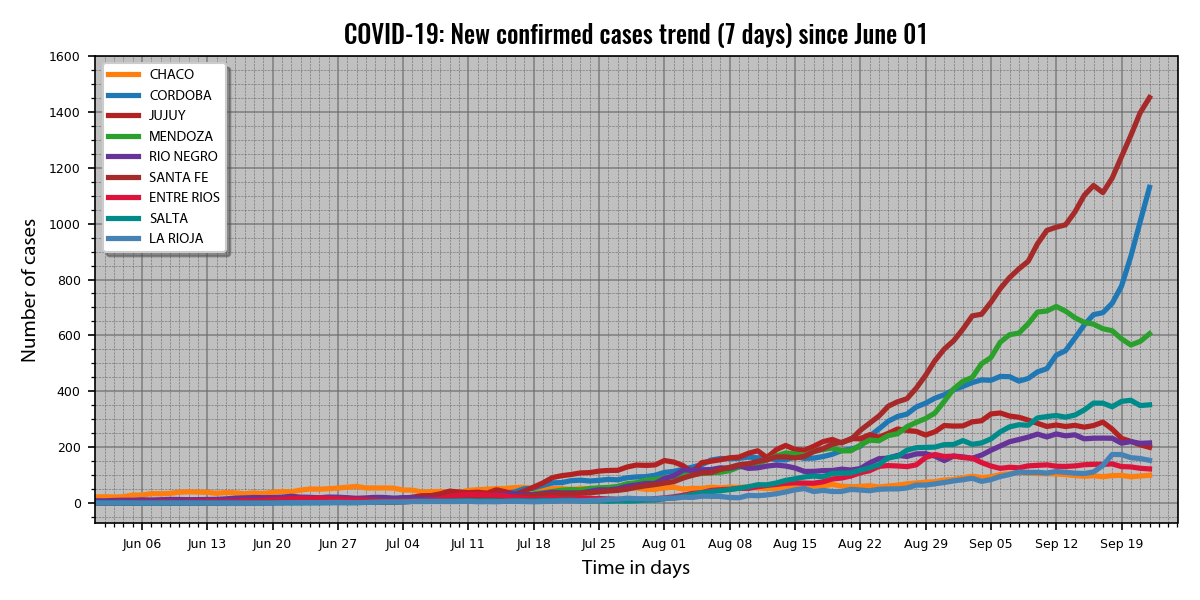 COVID-19: New confirmed cases trend (7 days) since June 01
1600
1400
1200
1000
800
600
400
200
0
Number of cases
CHACO
CORDOBA
JUJUY
MENDOZA
RIO NEGRO
SANTA FE
ENTRE RIOS
SALTA
LA RIOJA
Jun 06 Jun 13 Jun 20 Jun 27 Jul 04 Jul 11 Jul 18 Jul 25 Aug 01 Aug 08 Aug 15 Aug 22 Aug 29 Sep 05 Sep 12 Sep 19
Time in days